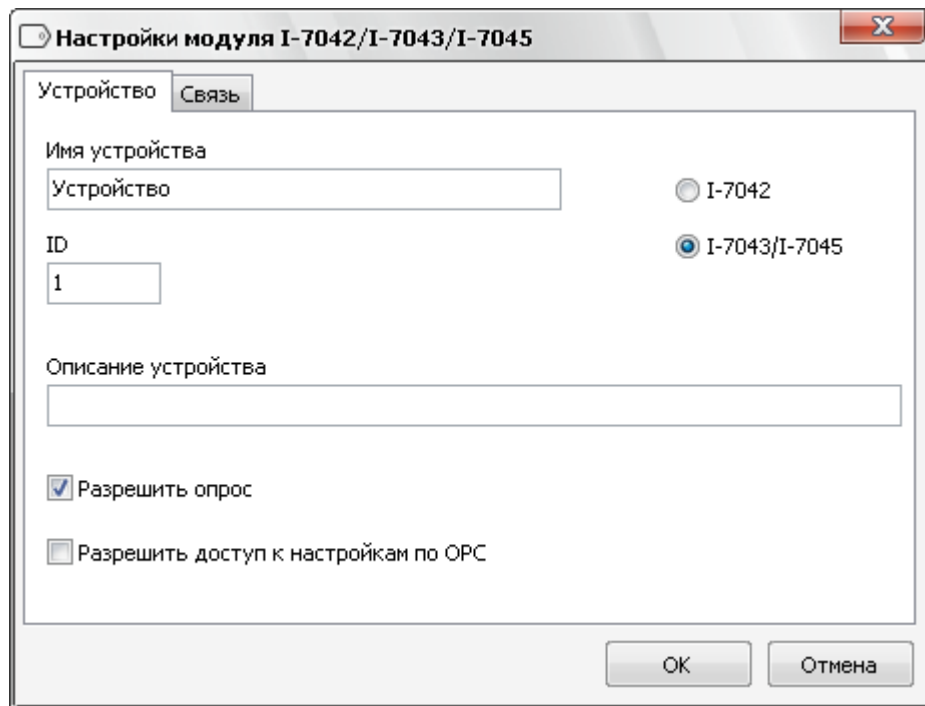 Настройки модуля I-7042/I-7043/I-7045
Устройство Связь
Имя устройства
Устройство
I-7042
ID
I-7043/I-7045
1
Описание устройства
Разрешить опрос
Разрешить доступ к настройкам по OPC
OK Отмена